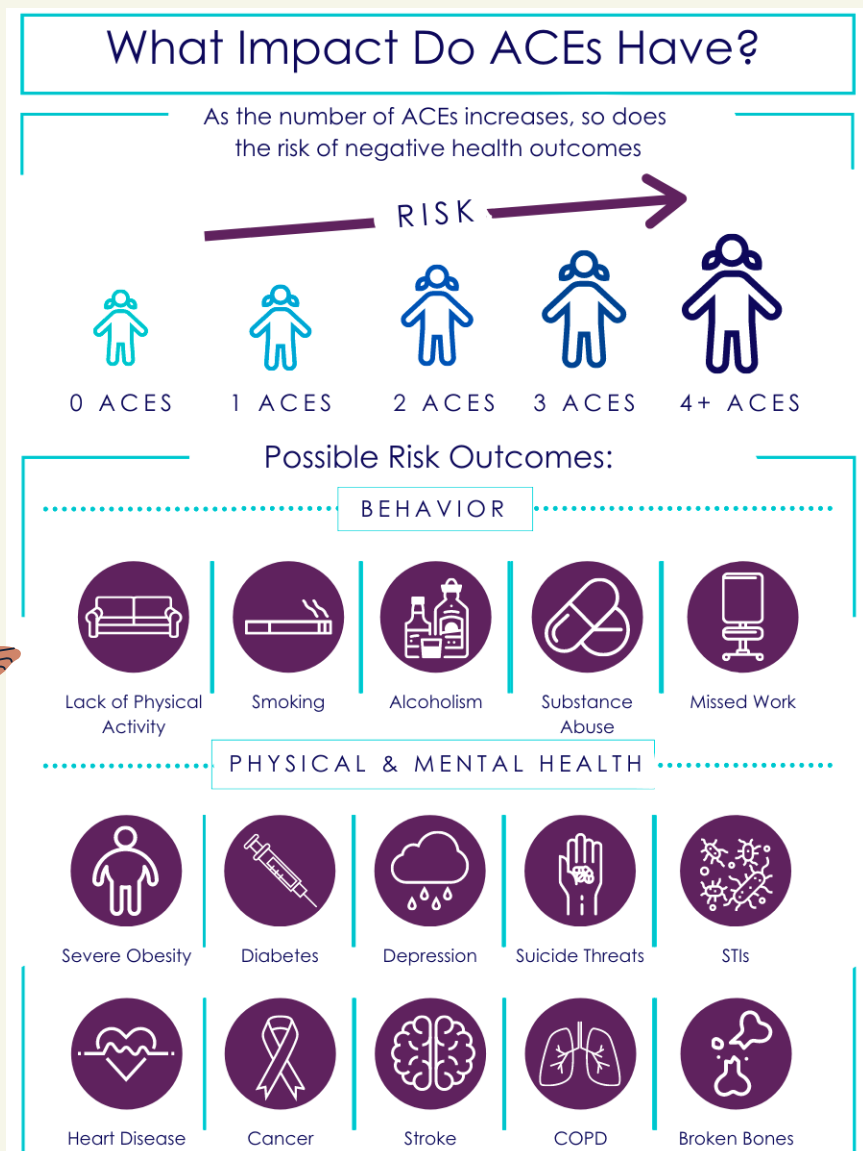 What Impact Do ACEs Have?
As the number of ACEs increases, so does
the risk of negative health outcomes
RISK
0 ACES
1 ACES
2 ACES
3 ACES
4+ ACES
Possible Risk Outcomes:
BEHAVIOR
Lack of Physical
Activity
Smoking
Alcoholism
Substance
Abuse
Missed Work
PHYSICAL & MENTAL HEALTH
Severe Obesity
Diabetes
Depression
Suicide Threats
STIs
Heart Disease
Cancer
Stroke
COPD
Broken Bones